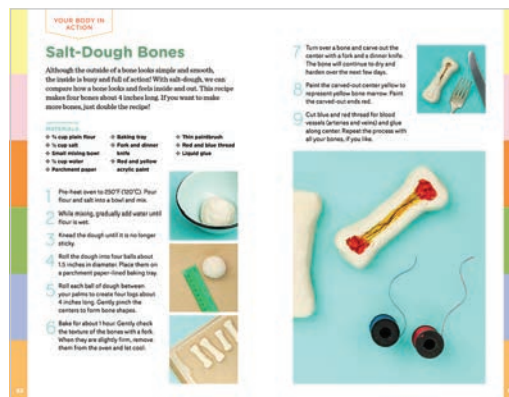 YOUR BODY IN
ACTION
Salt-Dough Bones
Although the outside of a bone looks simple and smooth,
the inside is busy and full of action! With salt-dough, we can
compare how a bone looks and feels inside and out. This recipe
makes four bones about 4 inches long. If you want to make
more bones, just double the recipe!
MATERIALS
cup plain flour
cup salt
Small mixing bowl
cup water
Parchment paper
Baking tray
Fork and dinner
knife
Red and yellow
acrylic paint
Thin paintbrush
Red and blue thread
Liquid glue
1 Pre-heat oven to 250°F (120°C). Pour
flour and salt into a bowl and mix.
2 While mixing, gradually add water until
flour is wet.
3 Knead the dough until it is no longer
sticky.
4 Roll the dough into four balls about
1.5 inches in diameter. Place them on
a parchment paper-lined baking tray.
5 Roll each ball of dough between
your palms to create four logs about
4 inches long. Gently pinch the
centers to form bone shapes.
6 Bake for about 1 hour. Gently check
the texture of the bones with a fork.
When they are slightly firm, remove
them from the oven and let cool.
7 Turn over a bone and carve out the
center with a fork and a dinner knife.
The bone will continue to dry and
harden over the next few days.
8 Paint the carved-out center yellow to
represent yellow bone marrow. Paint
the carved-out ends red.
9 Cut blue and red thread for blood
vessels (arteries and veins) and glue
along center. Repeat the process with
all your bones, if you like.